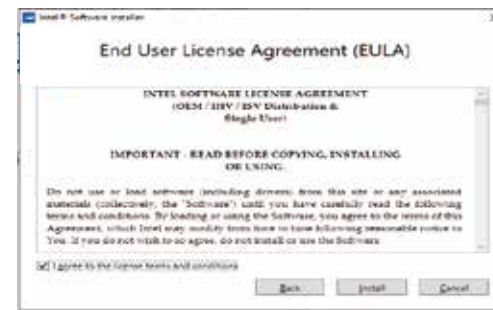 Intel® Software Installer
End User License Agreement (EULA)
INTEL SOFTWARE LICENSE AGREEMENT
(OEM / IHV / ISV Distribution &
Single User)
IMPORTANT - READ BEFORE COPYING, INSTALLING
OR USING.
Do not use or load software (including drivers) from this site or any associated
materials (collectively, the "Software") until you have carefully read the following
terms and conditions. By loading or using the Software, you agree to the terms of this
Agreement, which Intel may modify from time to time following reasonable notice to
You. If you do not wish to so agree, do not install or use the Software.
I agree to the license terms and conditions
Back
Install
Cancel